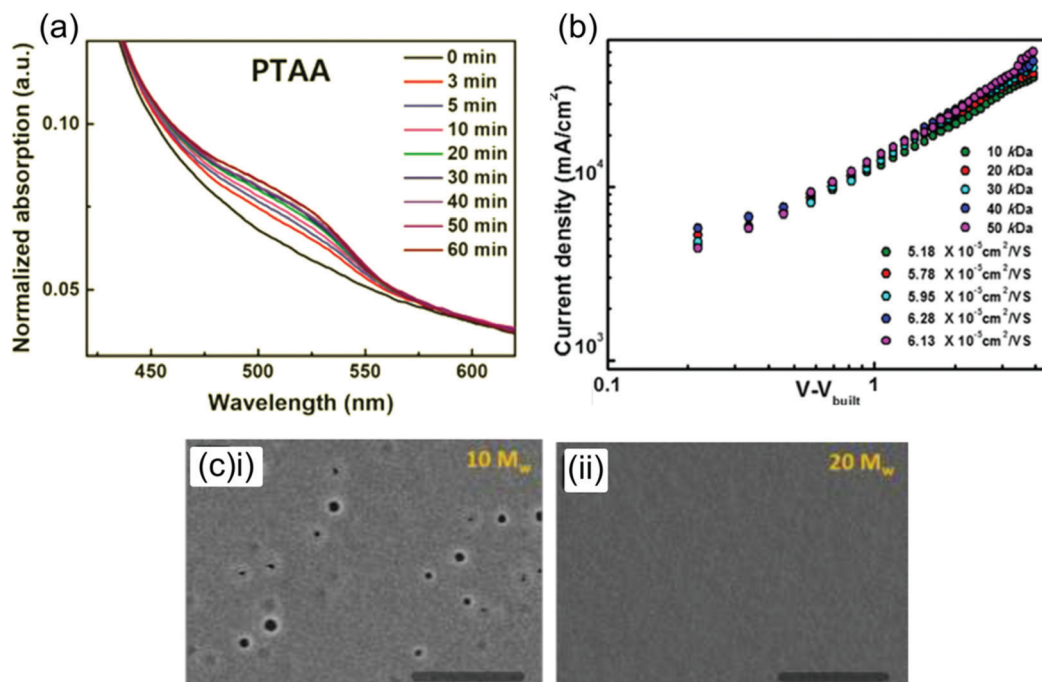 (a)
PTAA
0 min
3 min
5 min
10 min
20 min
30 min
40 min
50 min
60 min
Normalized absorption (a.u.)
0.10
0.05
450 500 550 600
Wavelength (nm)
(b)
Current density (mA/cm²)
10⁴
10³
10 kDa
20 kDa
30 kDa
40 kDa
50 kDa
5.18 X 10⁻⁵cm²/VS
5.78 X 10⁻⁵cm²/VS
5.95 X 10⁻⁵cm²/VS
6.28 X 10⁻⁵cm²/VS
6.13 X 10⁻⁵cm²/VS
0.1 1
V-Vbuilt
(c)i)
10 Mw
(ii)
20 Mw